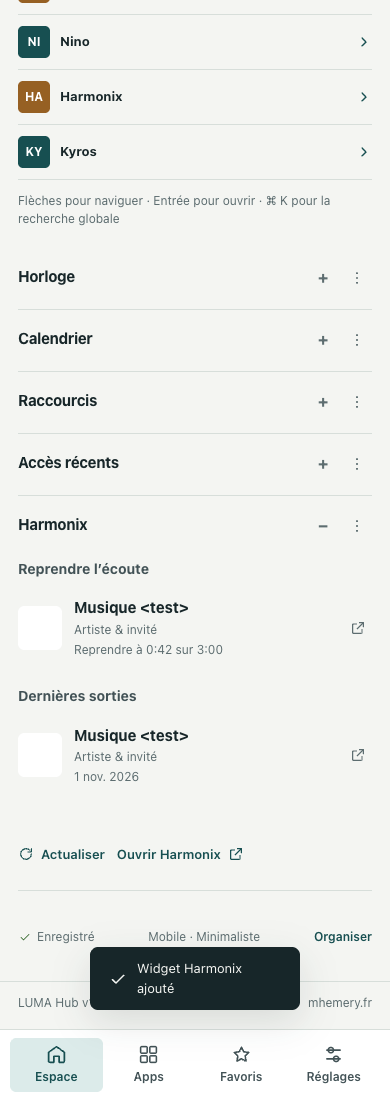 NI Nino
HA Harmonix
KY Kyros
Flèches pour naviguer · Entrée pour ouvrir · ⌘ K pour la
recherche globale
Horloge
Calendrier
Raccourcis
Accès récents
Harmonix
Reprendre l’écoute
Musique <test>
Artiste & invité
Reprendre à 0:42 sur 3:00
Dernières sorties
Musique <test>
Artiste & invité
1 nov. 2026
Actualiser Ouvrir Harmonix
Enregistré Mobile · Minimaliste Organiser
Widget Harmonix
ajouté
LUMA Hub v mhemery.fr
Espace Apps Favoris Réglages